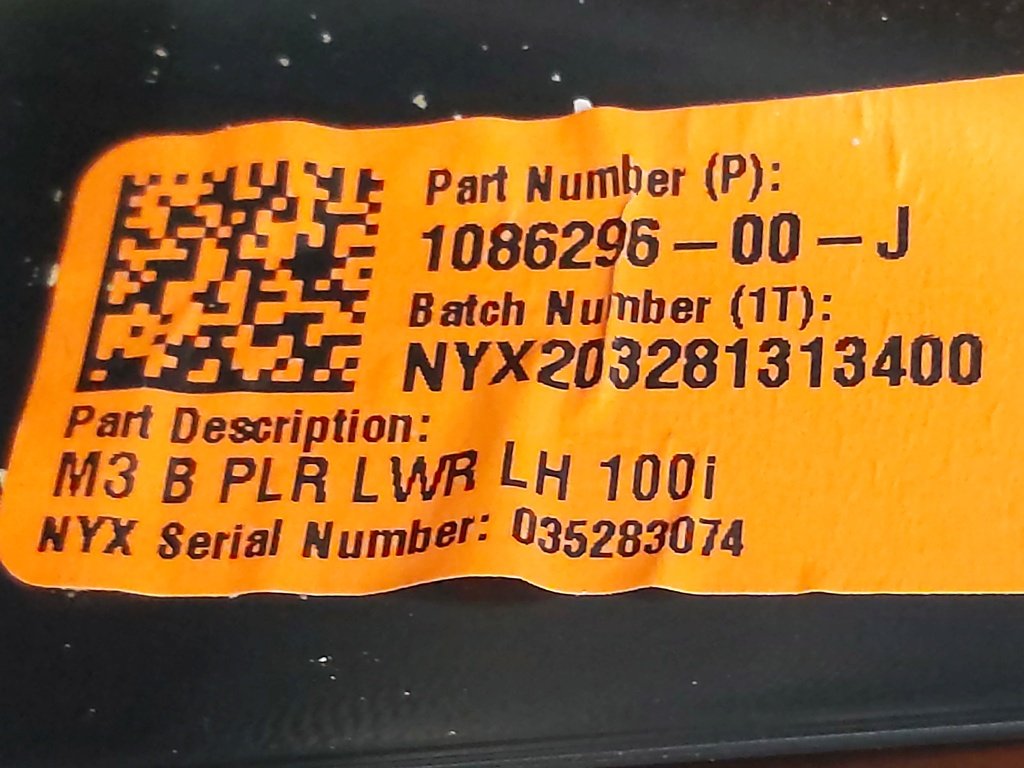 Part Number (P):
1086296-00-J
Batch Number (1T):
NYX203281313400
Part Description:
M3 B PLR LWR LH 100i
NYX Serial Number: 035283074